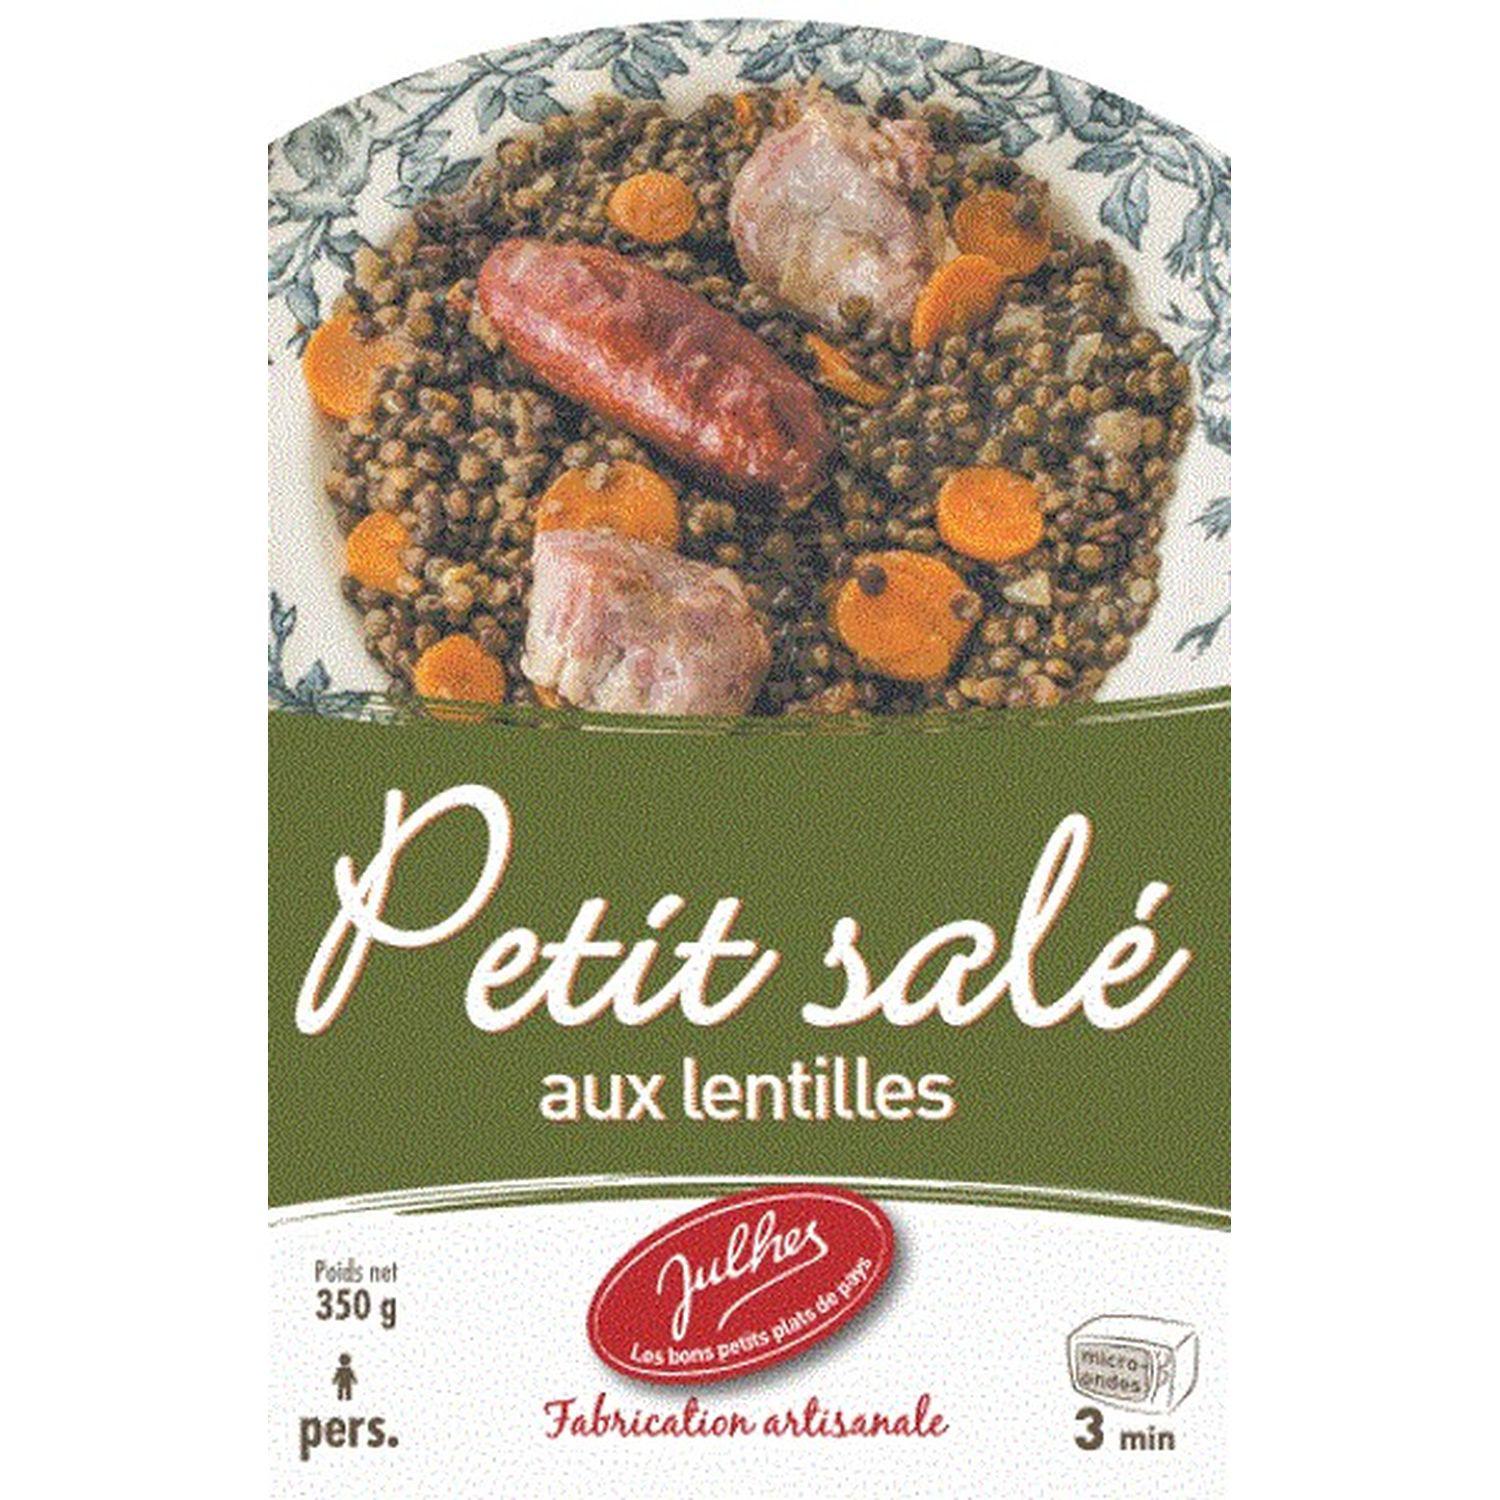 Petit salé
aux lentilles
Julhes
Les bons petits plats de pays
Fabrication artisanale
Poids net
350 g
pers.
micro-
ondes
3 min